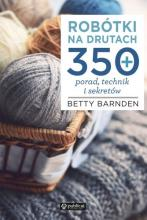 ROBÓTKI
NA DRUTACH
350+
porad, technik
i sekretów
BETTY BARNDEN
publicat